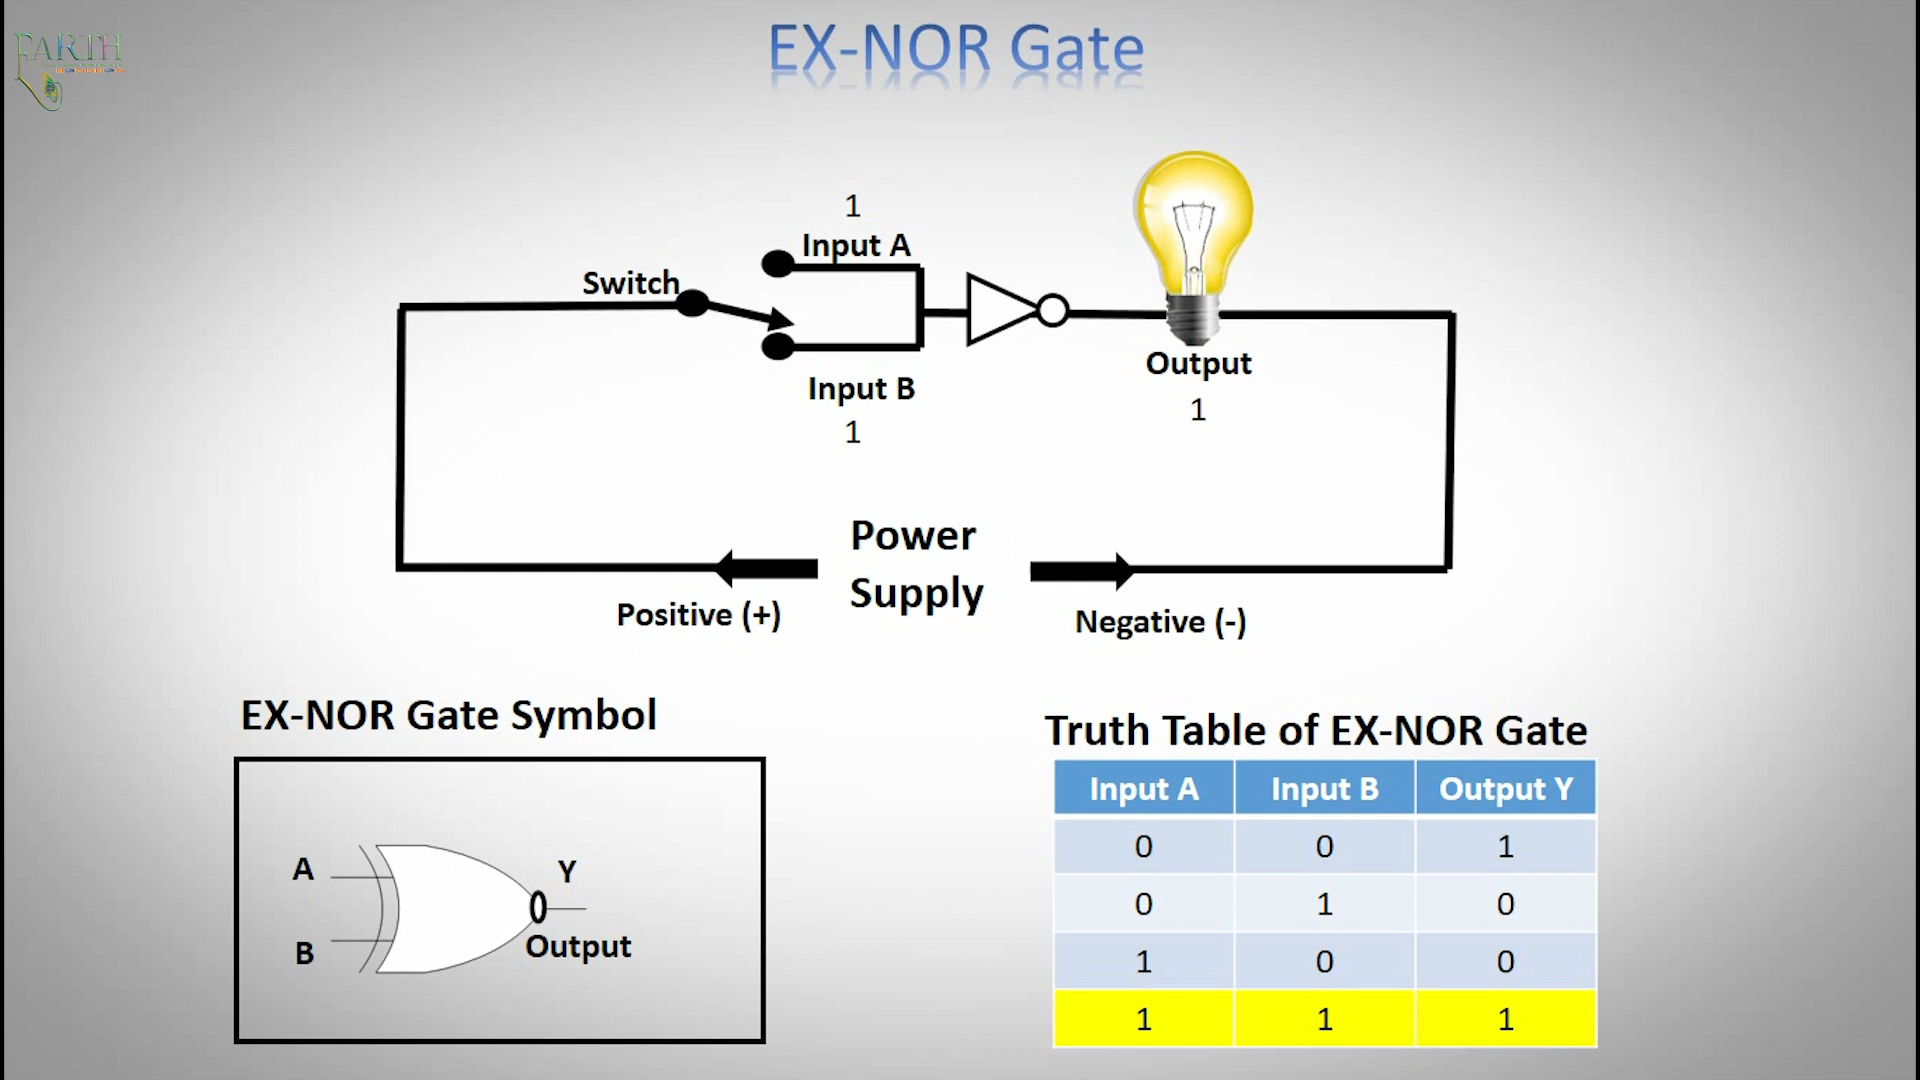 EARTH
EX-NOR Gate
1
Input A
Switch
Input B
1
Output
1
Power
Supply
Positive (+)
Negative (-)
EX-NOR Gate Symbol
A
B
Y
Output
Truth Table of EX-NOR Gate
Input A Input B Output Y
0 0 1
0 1 0
1 0 0
1 1 1